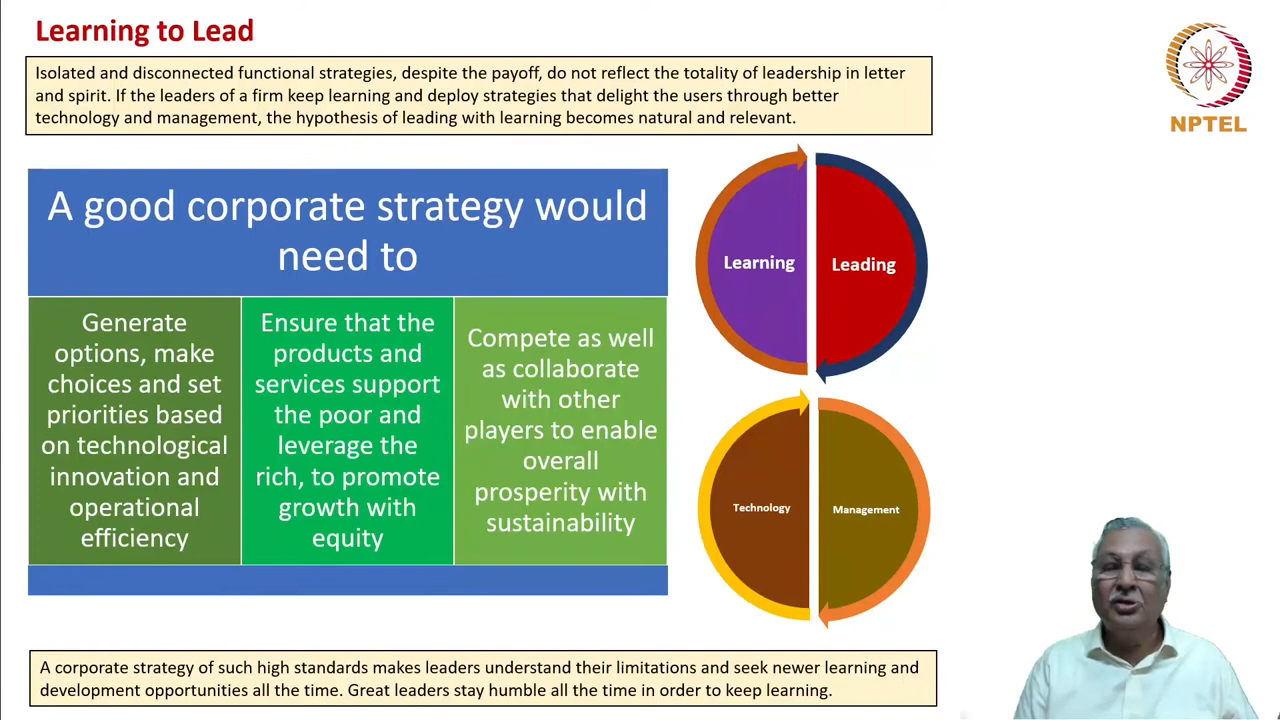 Learning to Lead
Isolated and disconnected functional strategies, despite the payoff, do not reflect the totality of leadership in letter
and spirit. If the leaders of a firm keep learning and deploy strategies that delight the users through better
technology and management, the hypothesis of leading with learning becomes natural and relevant.
NPTEL
A good corporate strategy would
need to
Generate
options, make
choices and set
priorities based
on technological
innovation and
operational
efficiency
Ensure that the
products and
services support
the poor and
leverage the
rich, to promote
growth with
equity
Compete as well
as collaborate
with other
players to enable
overall
prosperity with
sustainability
Learning
Leading
Technology
Management
A corporate strategy of such high standards makes leaders understand their limitations and seek newer learning and
development opportunities all the time. Great leaders stay humble all the time in order to keep learning.